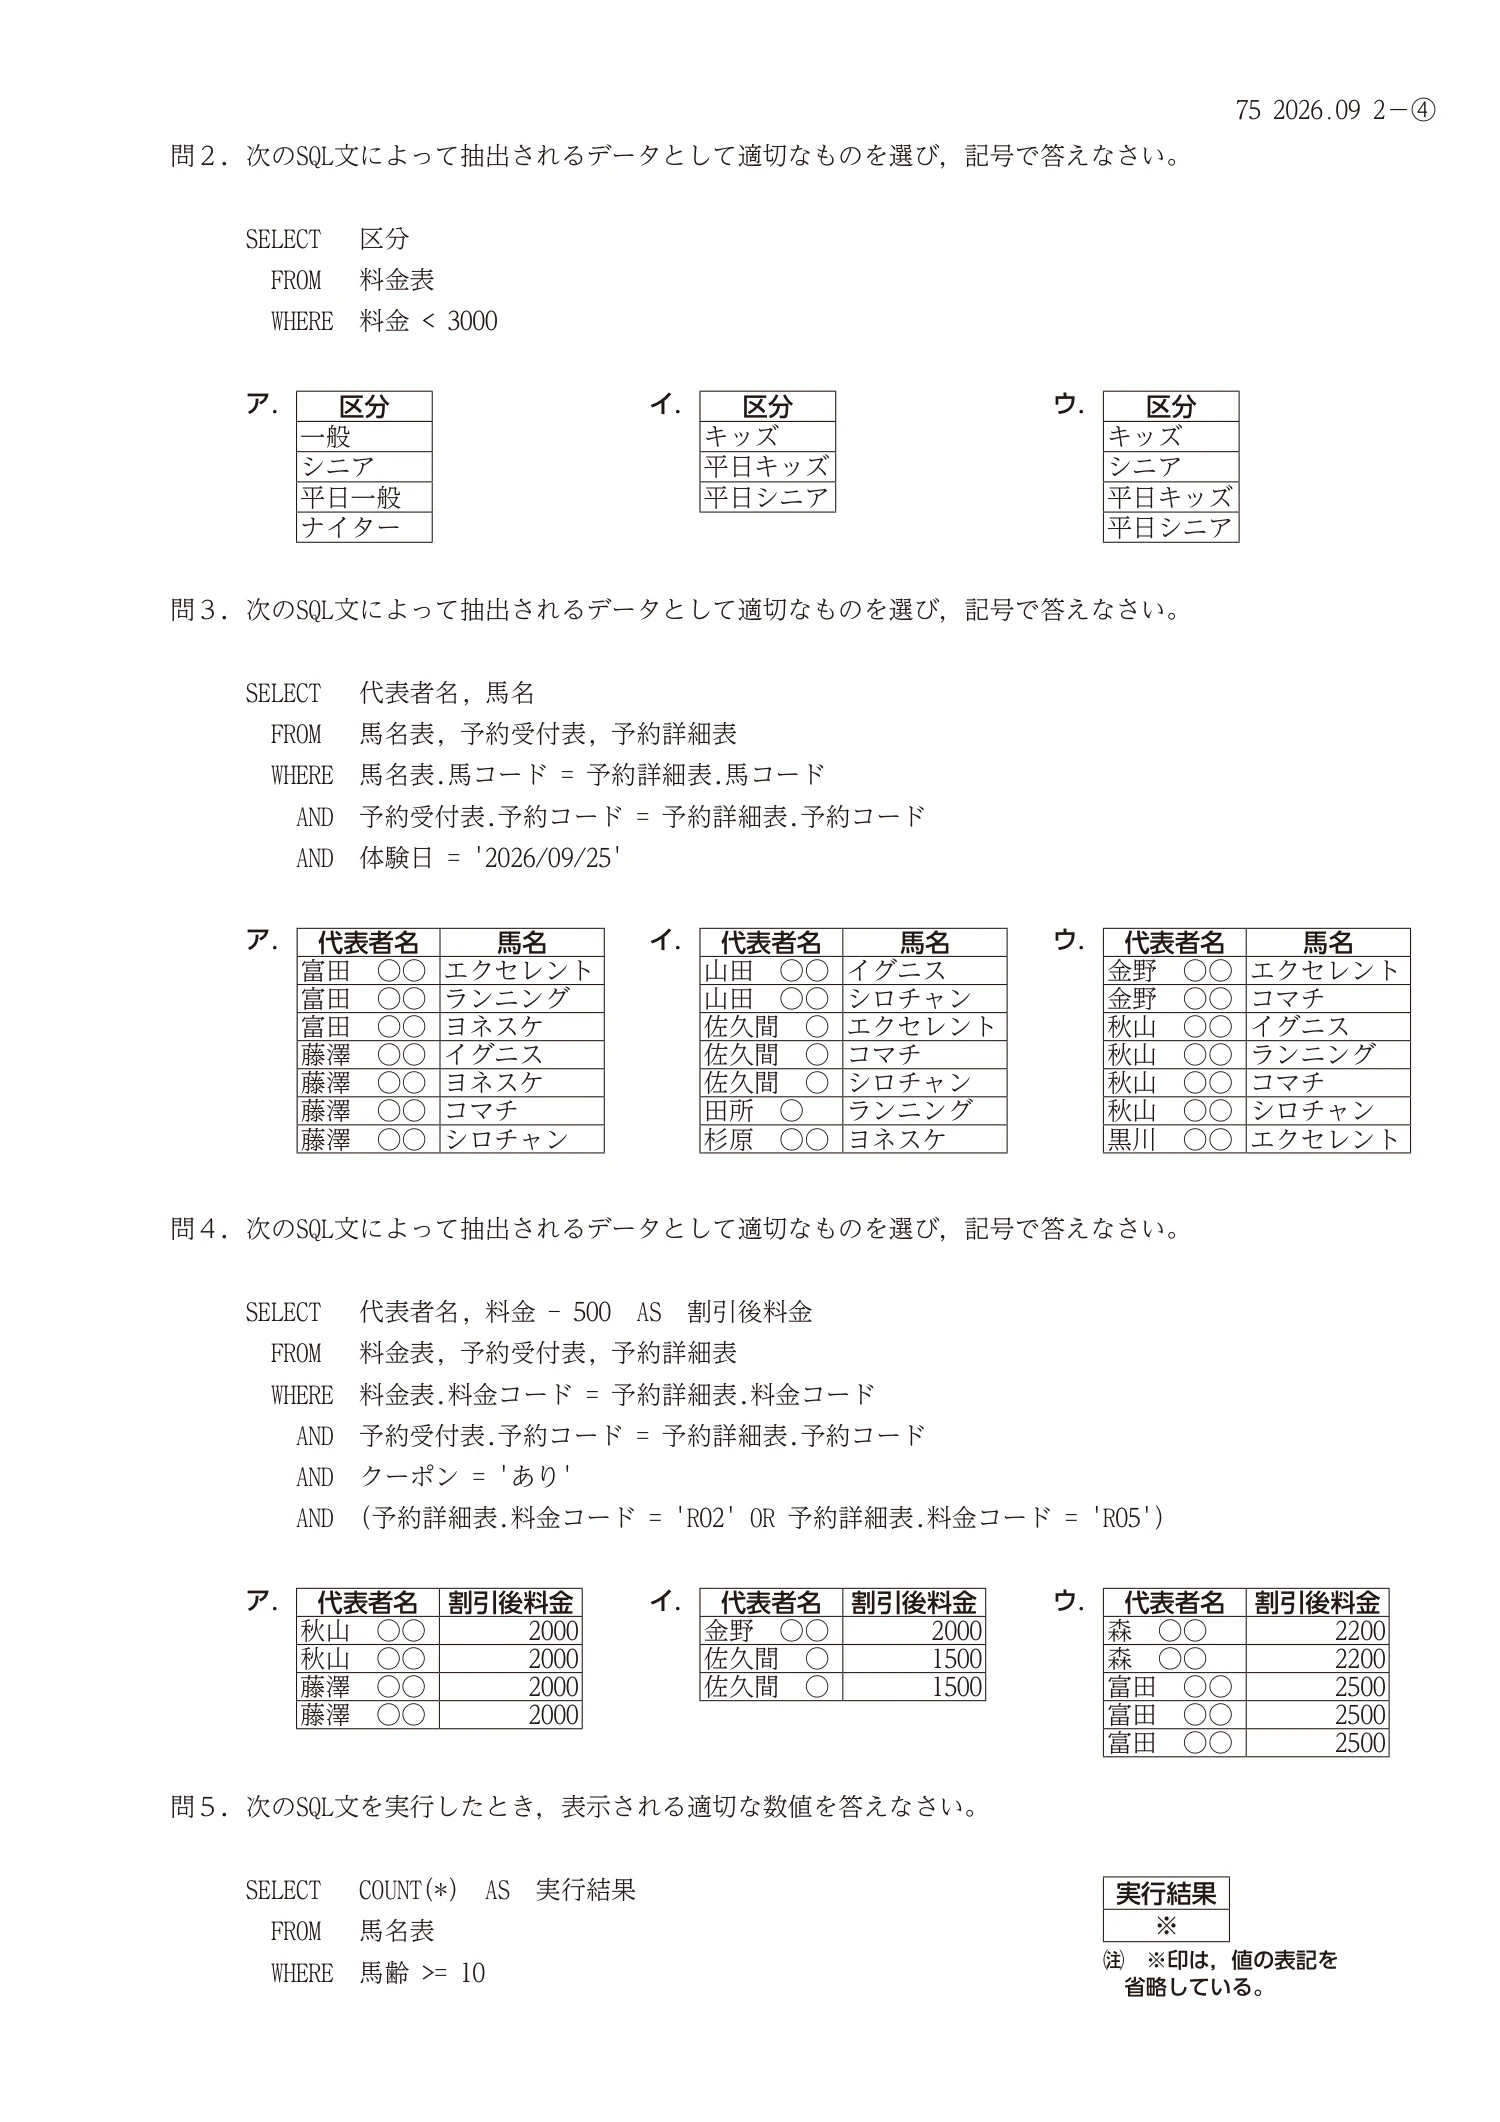 75 2026.09 2－④
問２．次のSQL文によって抽出されるデータとして適切なものを選び，記号で答えなさい。
SELECT 区分
FROM 料金表
WHERE 料金 < 3000
ア． イ． ウ．
区分 区分 区分
一般 キッズ キッズ
シニア 平日キッズ シニア
平日一般 平日シニア 平日キッズ
ナイター 平日シニア
問３．次のSQL文によって抽出されるデータとして適切なものを選び，記号で答えなさい。
SELECT 代表者名，馬名
FROM 馬名表，予約受付表，予約詳細表
WHERE 馬名表.馬コード = 予約詳細表.馬コード
AND 予約受付表.予約コード = 予約詳細表.予約コード
AND 体験日 = '2026/09/25'
ア． イ． ウ．
代表者名 馬名 代表者名 馬名 代表者名 馬名
富田 ○○ エクセレント 山田 ○○ イグニス 金野 ○○ エクセレント
富田 ○○ ランニング 山田 ○○ シロチャン 金野 ○○ コマチ
富田 ○○ ヨネスケ 佐久間 ○ エクセレント 秋山 ○○ イグニス
藤澤 ○○ イグニス 佐久間 ○ コマチ 秋山 ○○ ランニング
藤澤 ○○ ヨネスケ 佐久間 ○ シロチャン 秋山 ○○ コマチ
藤澤 ○○ コマチ 田所 ○ ランニング 秋山 ○○ シロチャン
藤澤 ○○ シロチャン 杉原 ○○ ヨネスケ 黒川 ○○ エクセレント
問４．次のSQL文によって抽出されるデータとして適切なものを選び，記号で答えなさい。
SELECT 代表者名，料金 － 500 AS 割引後料金
FROM 料金表，予約受付表，予約詳細表
WHERE 料金表.料金コード = 予約詳細表.料金コード
AND 予約受付表.予約コード = 予約詳細表.予約コード
AND クーポン = 'あり'
AND (予約詳細表.料金コード = 'R02' OR 予約詳細表.料金コード = 'R05')
ア． イ． ウ．
代表者名 割引後料金 代表者名 割引後料金 代表者名 割引後料金
秋山 ○○ 2000 金野 ○○ 2000 森 ○○ 2200
秋山 ○○ 2000 佐久間 ○ 1500 森 ○○ 2200
藤澤 ○○ 2000 佐久間 ○ 1500 富田 ○○ 2500
藤澤 ○○ 2000 富田 ○○ 2500
富田 ○○ 2500
問５．次のSQL文を実行したとき，表示される適切な数値を答えなさい。
SELECT COUNT(*) AS 実行結果
FROM 馬名表
WHERE 馬齢 >= 10
実行結果
※
㊟ ※印は，値の表記を
省略している。